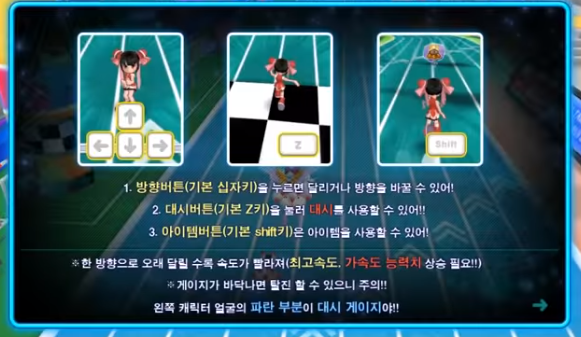 Z
Shift
1. 방향버튼(기본 십자키)을 누르면 달리거나 방향을 바꿀 수 있어!
2. 대시버튼(기본 Z키)을 눌러 대시를 사용할 수 있어!!
3. 아이템버튼(기본 shift키)은 아이템을 사용할 수 있어!
※한 방향으로 오래 달릴 수록 속도가 빨라져(최고속도, 가속도 능력치 상승 필요!!)
※게이지가 바닥나면 탈진 할 수 있으니 주의!!
왼쪽 캐릭터 얼굴의 파란 부분이 대시 게이지야!!